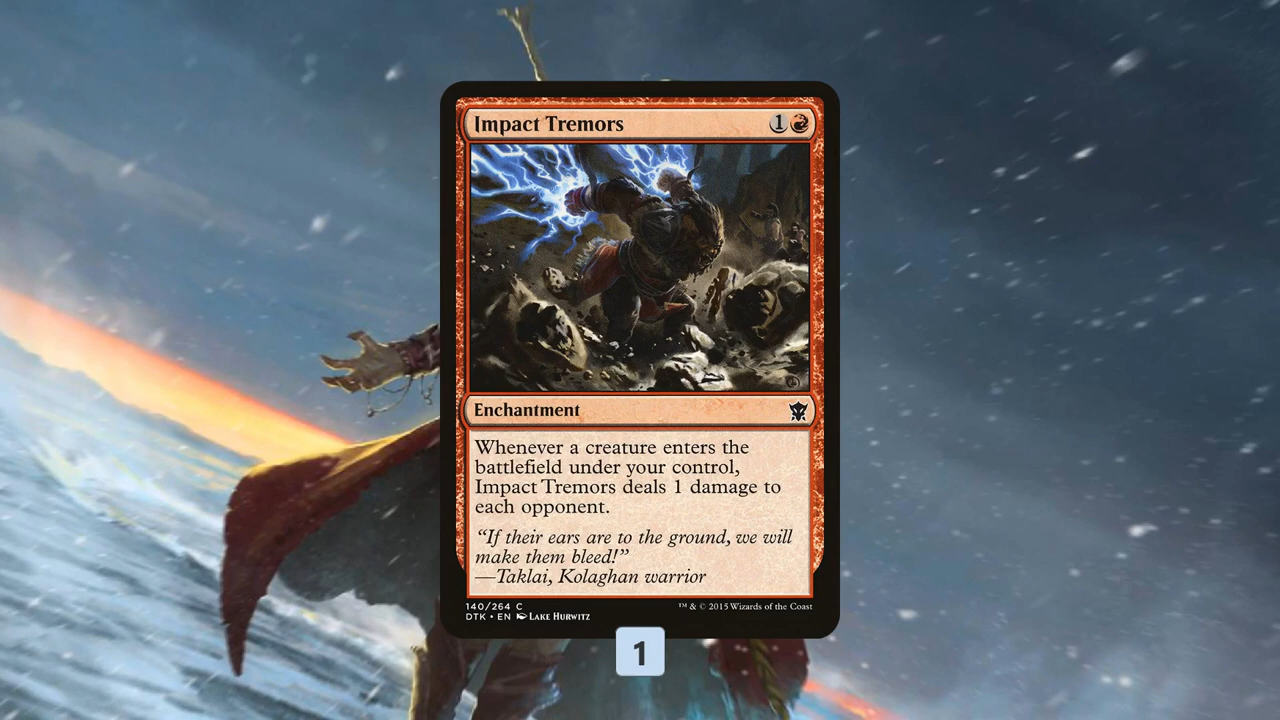 Impact Tremors 1
Enchantment
Whenever a creature enters the
battlefield under your control,
Impact Tremors deals 1 damage to
each opponent.
“If their ears are to the ground, we will
make them bleed!”
—Taklai, Kolaghan warrior
140/264 C
DTK • EN Lake Hurwitz
™ & © 2015 Wizards of the Coast
1